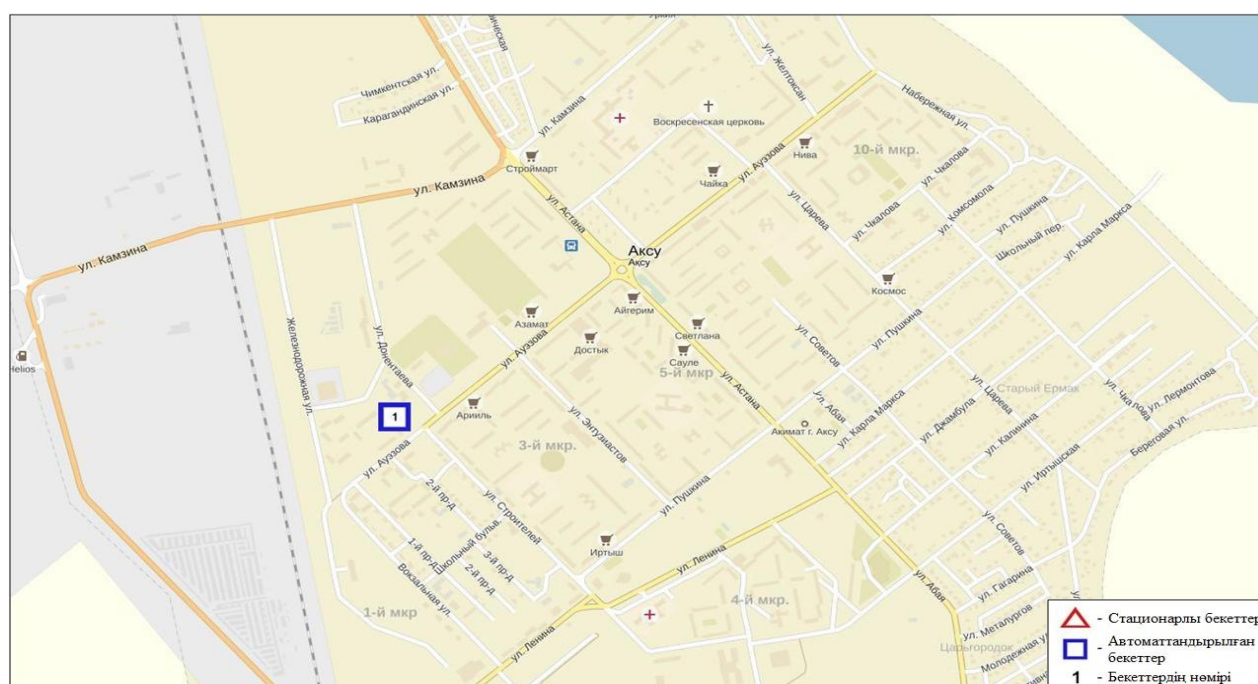 Чимкентская ул.
Карагандинская ул.
ул. Камзина
ул. Желтоксан
Воскресенская церковь
Набережная ул.
Строймарт
Чайка
Нива
10-й мкр.
ул. Ауэзова
ул. Камзина
ул. Камзина
ул. Астана
ул. Царева
ул. Чкалова
ул. Чкалова
ул. Комсомола
ул. Пушкина
Школьный пер.
ул. Карла Маркса
Аксу
Аксу
Космос
Helios
Железнодорожная ул.
ул. Донентаева
Азамат
Айгерим
Светлана
Достык
Сауле
ул. Ауэзова
5-й мкр
ул. Астана
ул. Советов
ул. Пушкина
Старый Ермак
ул. Чкалова
ул. Лермонтова
Береговая ул.
1
Арииль
ул. Ауэзова
3-й мкр.
ул. Энтузиастов
ул. Абая
Акимат г. Аксу
ул. Карла Маркса
ул. Джамбула
ул. Царева
ул. Калинина
ул. Иртышская
2-й пр-д
ул. Строителей
Школьный бульв.
1-й пр-д
3-й пр-д
2-й пр-д
Вокзальная ул.
ул. Пушкина
Иртыш
ул. Ленина
ул. Советов
ул. Гагарина
1-й мкр
4-й мкр.
ул. Абая
ул. Ленина
ул. Металургов
Царьгородок
Молодежная ул.
- Стационарлы бекеттер
- Автоматтандырылған
бекеттер
1 - Бекеттердің нөмірі